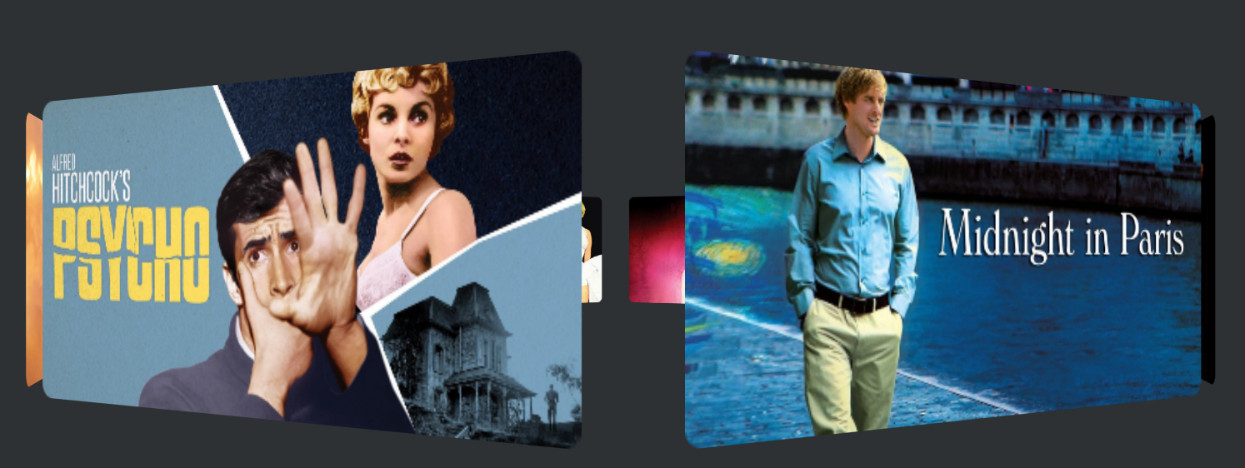 ALFRED
HITCHCOCK'S
PSYCHO
Midnight in Paris